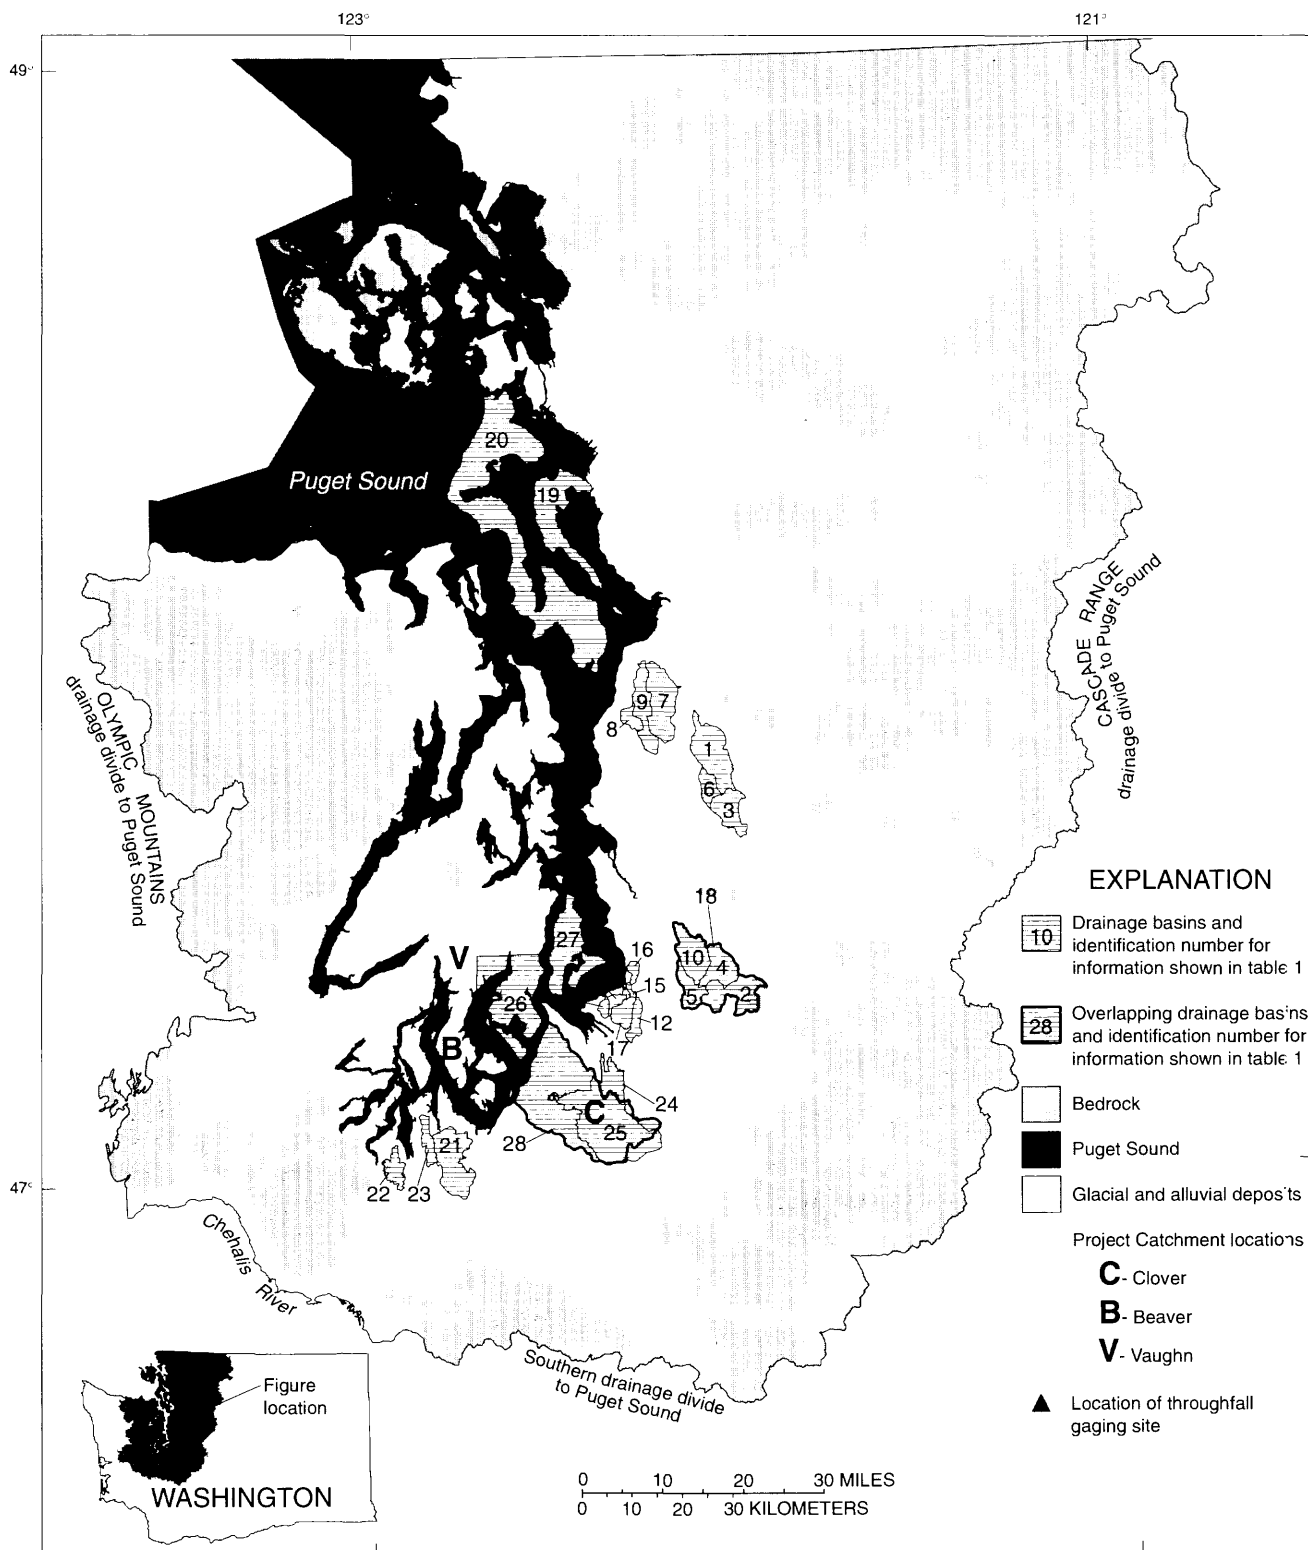 123°
121°
49°
20
Puget Sound
19
CASCADE RANGE
drainage divide to Puget Sound
OLYMPIC MOUNTAINS
drainage divide to Puget Sound
9
7
8
1
6
3
EXPLANATION
18
10
Drainage basins and
identification number for
information shown in table 1
V
27
16
10
4
15
5
2
26
12
28
Overlapping drainage basins
and identification number for
information shown in table 1
B
17
C
24
25
Bedrock
28
21
Puget Sound
47°
22
23
Glacial and alluvial deposits
Chehalis
River
Project Catchment locations
C- Clover
B- Beaver
V- Vaughn
Southern drainage divide
to Puget Sound
Figure
location
Location of throughfall
gaging site
WASHINGTON
0 10 20 30 MILES
0 10 20 30 KILOMETERS